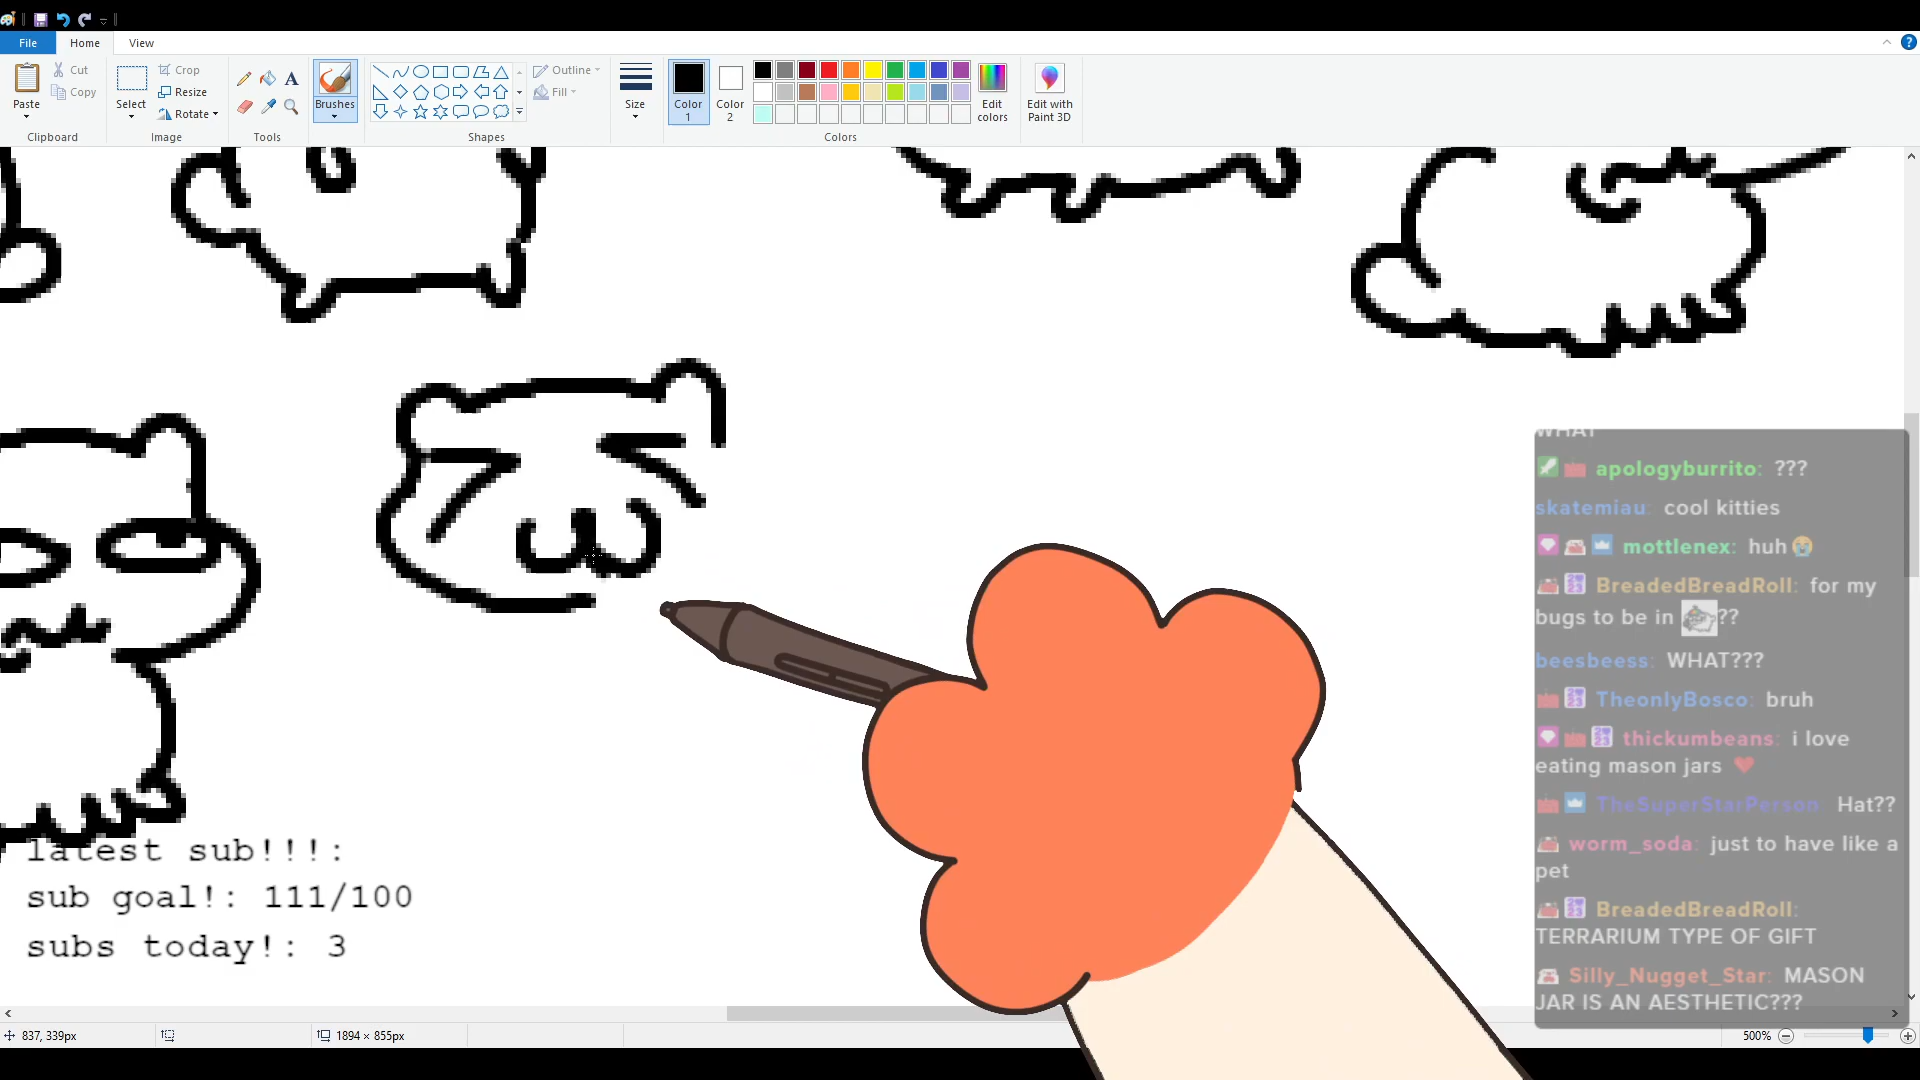 File Home View
Paste
Cut
Copy
Clipboard
Select
Crop
Resize
Rotate
Image
Tools
Brushes
Shapes
Outline
Fill
Size
Color
1
Color
2
Edit
colors
Colors
Edit with
Paint 3D
WHAT
apologyburrito: ???
skatemiau: cool kitties
mottlenex: huh
BreadedBreadRoll: for my
bugs to be in ??
beesbeess: WHAT???
TheonlyBosco: bruh
thickumbeans: i love
eating mason jars
TheSuperStarPerson Hat??
worm_soda: just to have like a
pet
BreadedBreadRoll:
TERRARIUM TYPE OF GIFT
Silly_Nugget_Star: MASON
JAR IS AN AESTHETIC???
latest sub!!!:
sub goal!: 111/100
subs today!: 3
837, 339px
1894 × 855px
500%